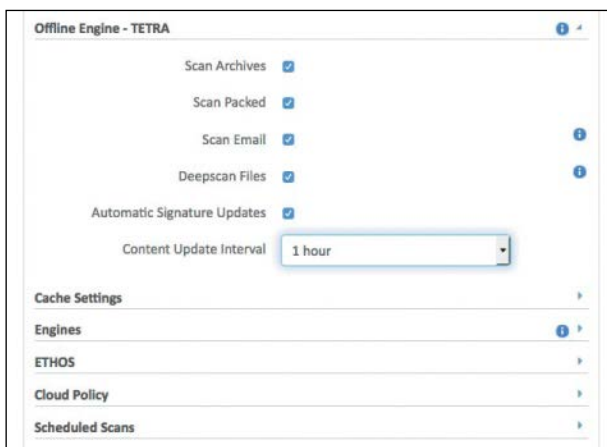 Offline Engine - TETRA
Scan Archives
Scan Packed
Scan Email
Deepscan Files
Automatic Signature Updates
Content Update Interval 1 hour
Cache Settings
Engines
ETHOS
Cloud Policy
Scheduled Scans